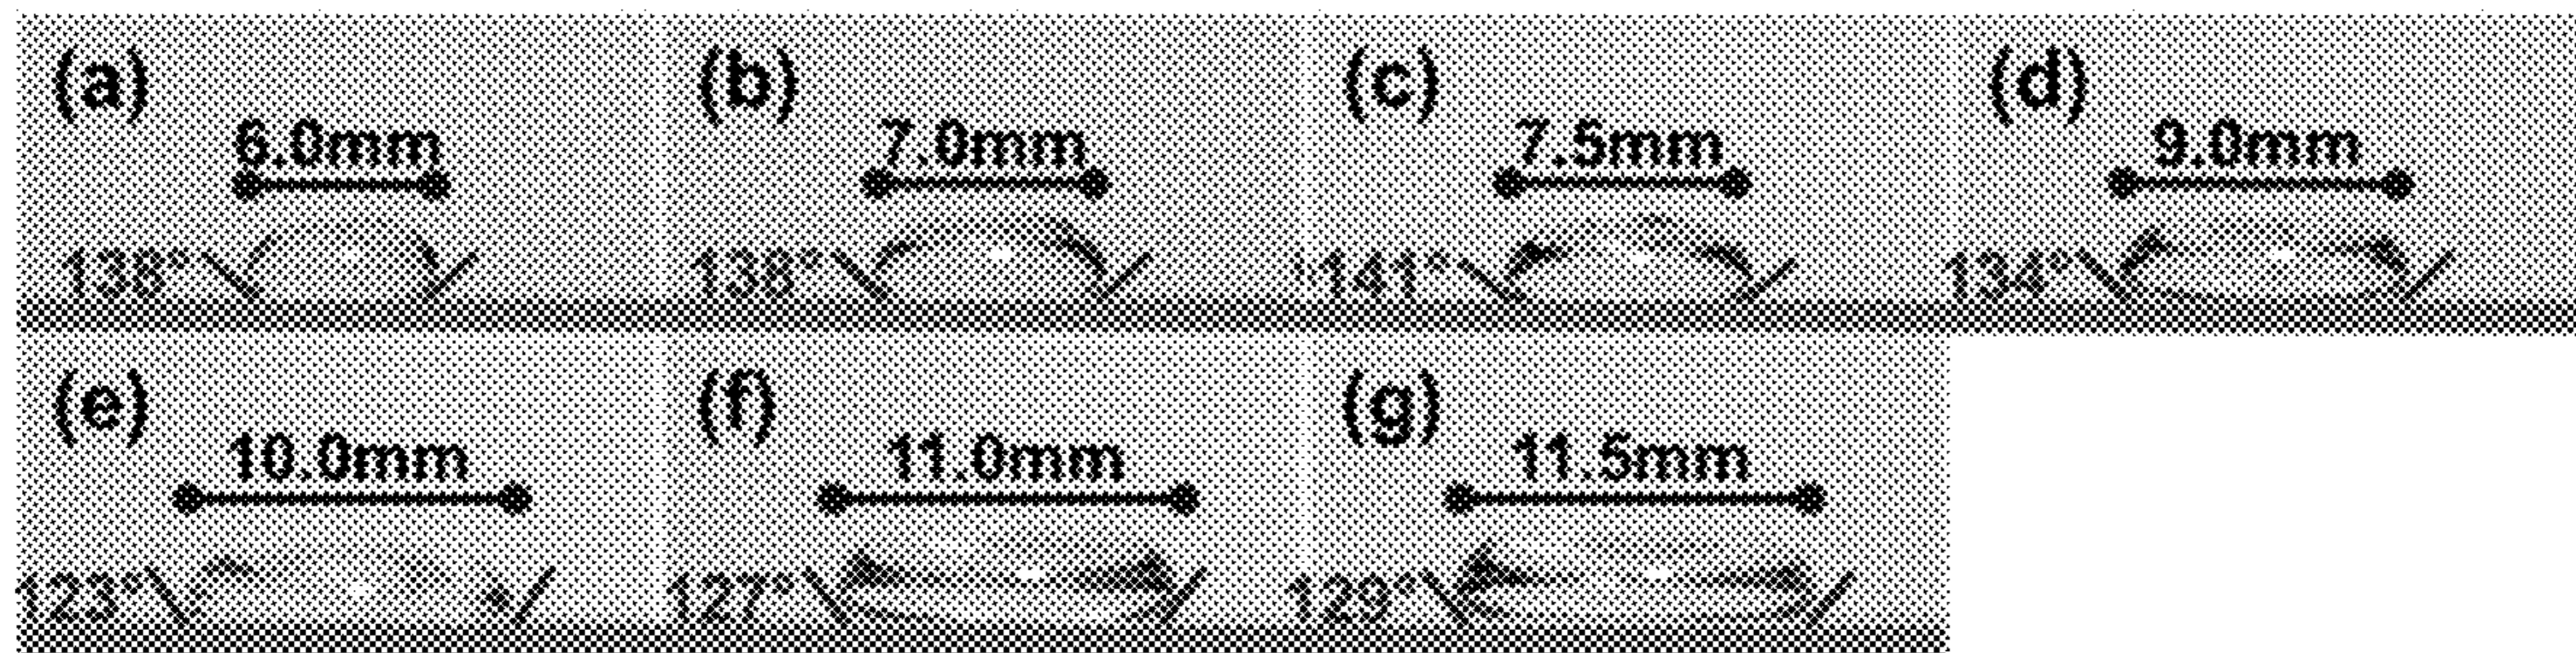 (a) (b) (c) (d)
6.0mm 7.0mm 7.5mm 9.0mm
138° 138° 141° 134°
(e) (f) (g)
10.0mm 11.0mm 11.5mm
123° 127° 129°